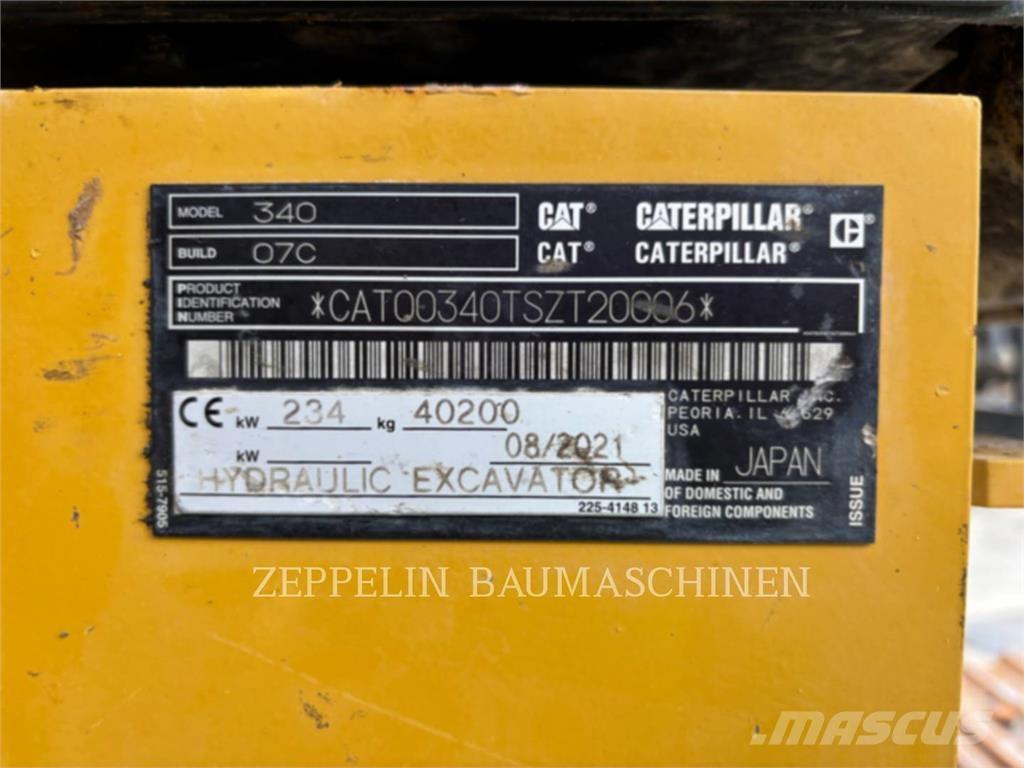 MODEL 340
BUILD 07C
CAT® CATERPILLAR®
CAT® CATERPILLAR®
PRODUCT
IDENTIFICATION
NUMBER
*CAT00340TSZT20006*
CE kW 234 kg 40200
kW 08/2021
HYDRAULIC EXCAVATOR
225-4148 13
515-7905
CATERPILLAR INC.
PEORIA. IL
USA
MADE IN JAPAN
OF DOMESTIC AND
FOREIGN COMPONENTS
ISSUE
ZEPPELIN BAUMASCHINEN
MASCUS